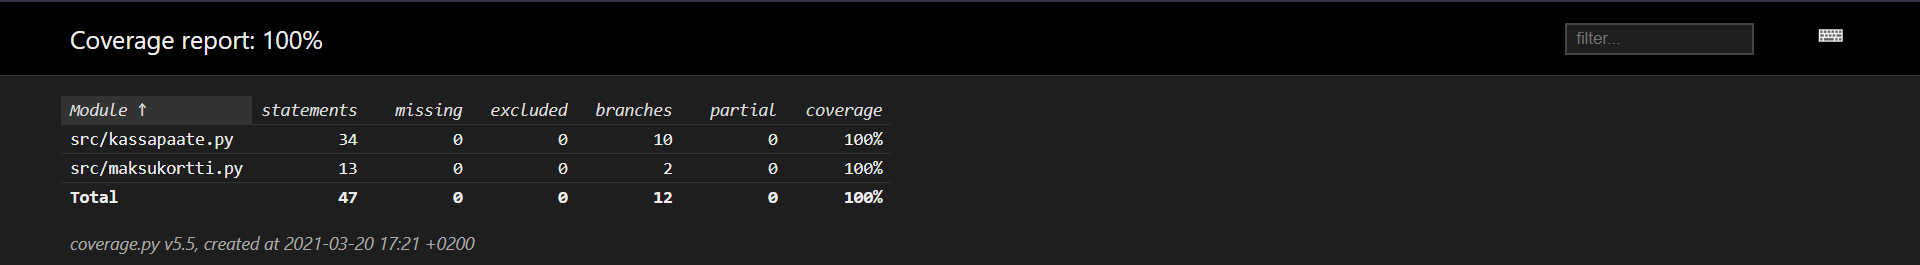 Coverage report: 100%
filter...
Module ↑ statements missing excluded branches partial coverage
src/kassapaate.py 34 0 0 10 0 100%
src/maksukortti.py 13 0 0 2 0 100%
Total 47 0 0 12 0 100%
coverage.py v5.5, created at 2021-03-20 17:21 +0200